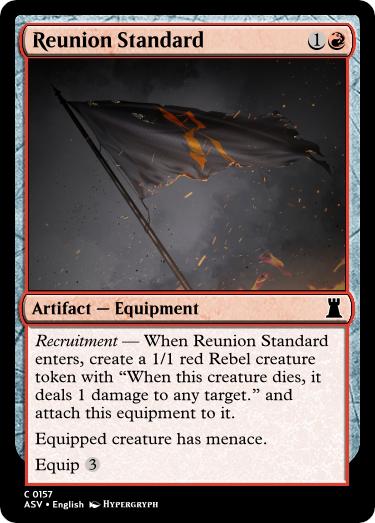 Reunion Standard 1
Artifact — Equipment
Recruitment — When Reunion Standard
enters, create a 1/1 red Rebel creature
token with “When this creature dies, it
deals 1 damage to any target.” and
attach this equipment to it.
Equipped creature has menace.
Equip 3
C 0157
ASV • English HYPERGRYPH